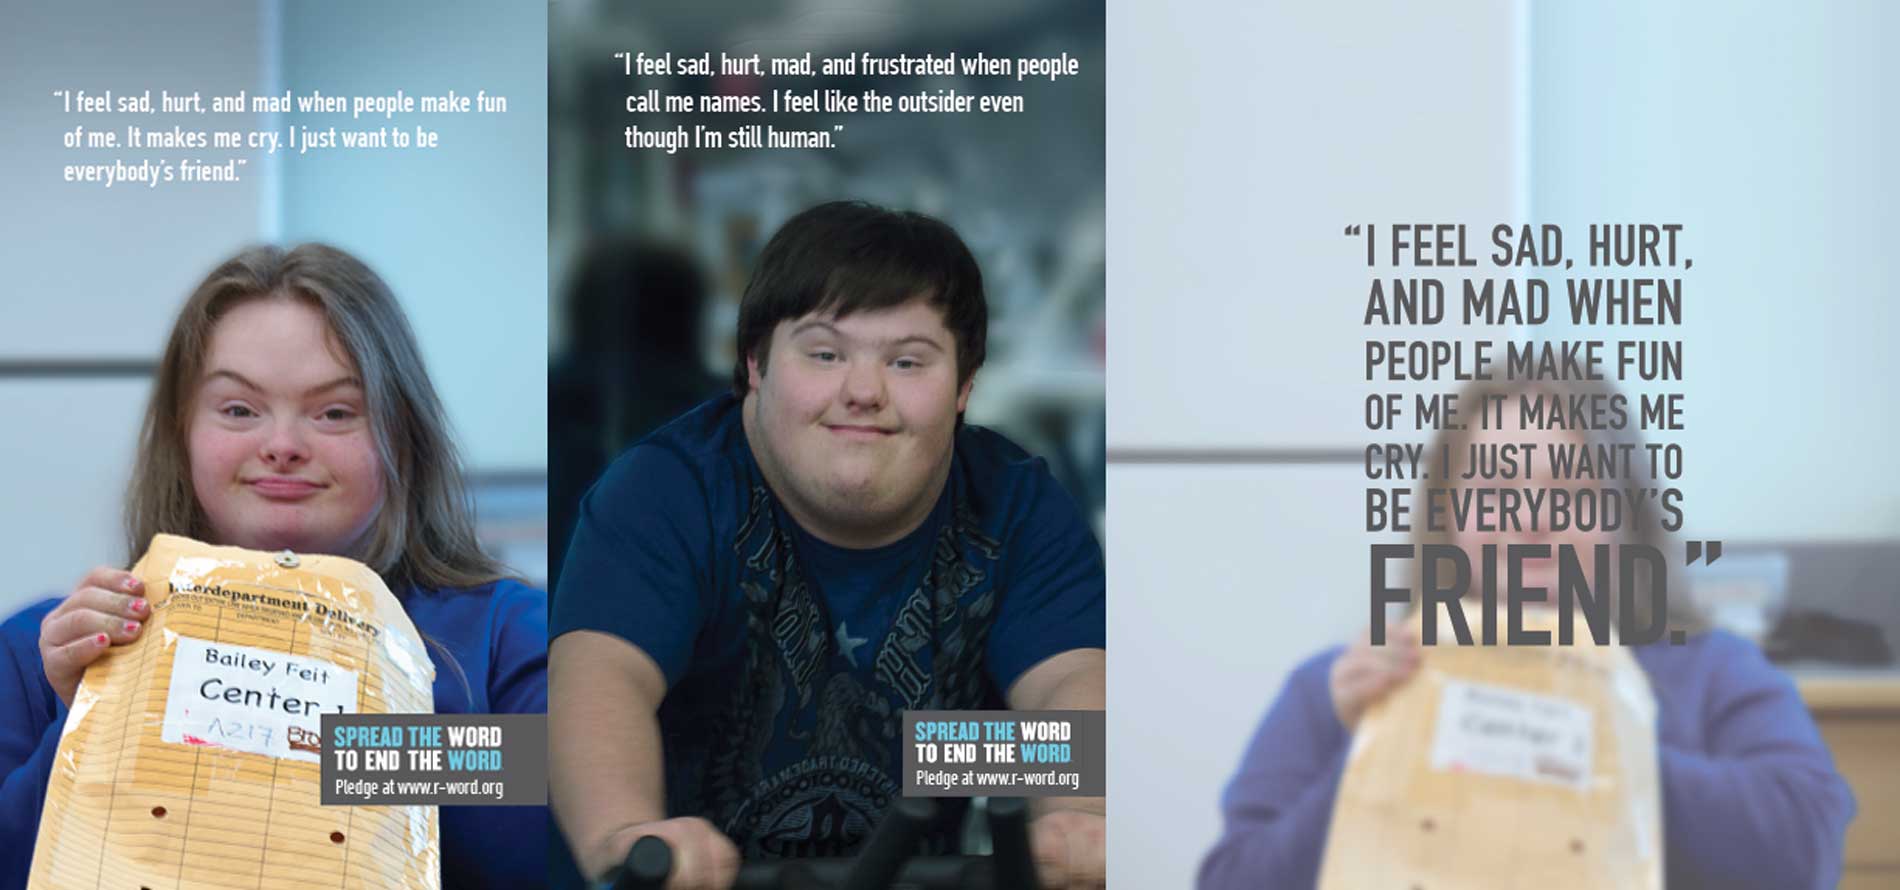 “I feel sad, hurt, and mad when people make fun
of me. It makes me cry. I just want to be
everybody’s friend.”
Interdepartment Delivery
Bailey Feit
Center 1
A217
SPREAD THE WORD
TO END THE WORD
Pledge at www.r-word.org
“I feel sad, hurt, mad, and frustrated when people
call me names. I feel like the outsider even
though I’m still human.”
SPREAD THE WORD
TO END THE WORD
Pledge at www.r-word.org
“I FEEL SAD, HURT,
AND MAD WHEN
PEOPLE MAKE FUN
OF ME. IT MAKES ME
CRY. I JUST WANT TO
BE EVERYBODY’S
FRIEND.”